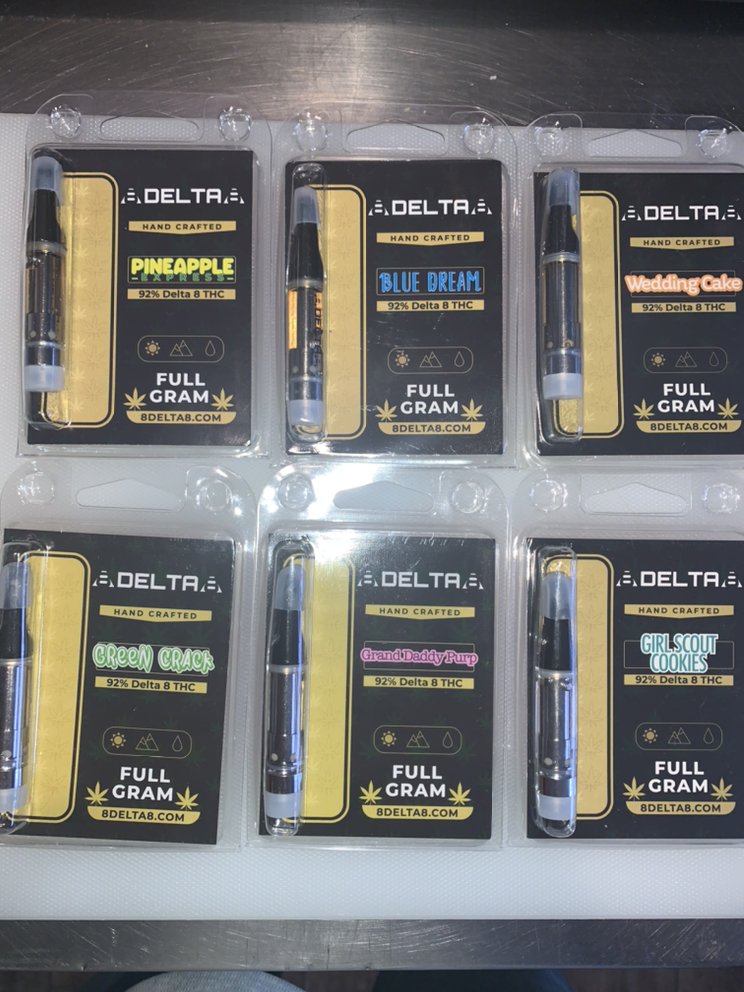 DELTA
HAND CRAFTED
PINEAPPLE
EXPRESS
92% Delta 8 THC
FULL
GRAM
8DELTA8.COM
DELTA
HAND CRAFTED
BLUE DREAM
92% Delta 8 THC
FULL
GRAM
8DELTA8.COM
DELTA
HAND CRAFTED
Wedding Cake
92% Delta 8 THC
FULL
GRAM
8DELTA8.COM
DELTA
HAND CRAFTED
GREEN CRACK
92% Delta 8 THC
FULL
GRAM
8DELTA8.COM
DELTA
HAND CRAFTED
Grand Daddy Purp
92% Delta 8 THC
FULL
GRAM
8DELTA8.COM
DELTA
HAND CRAFTED
GIRL SCOUT
COOKIES
92% Delta 8 THC
FULL
GRAM
8DELTA8.COM